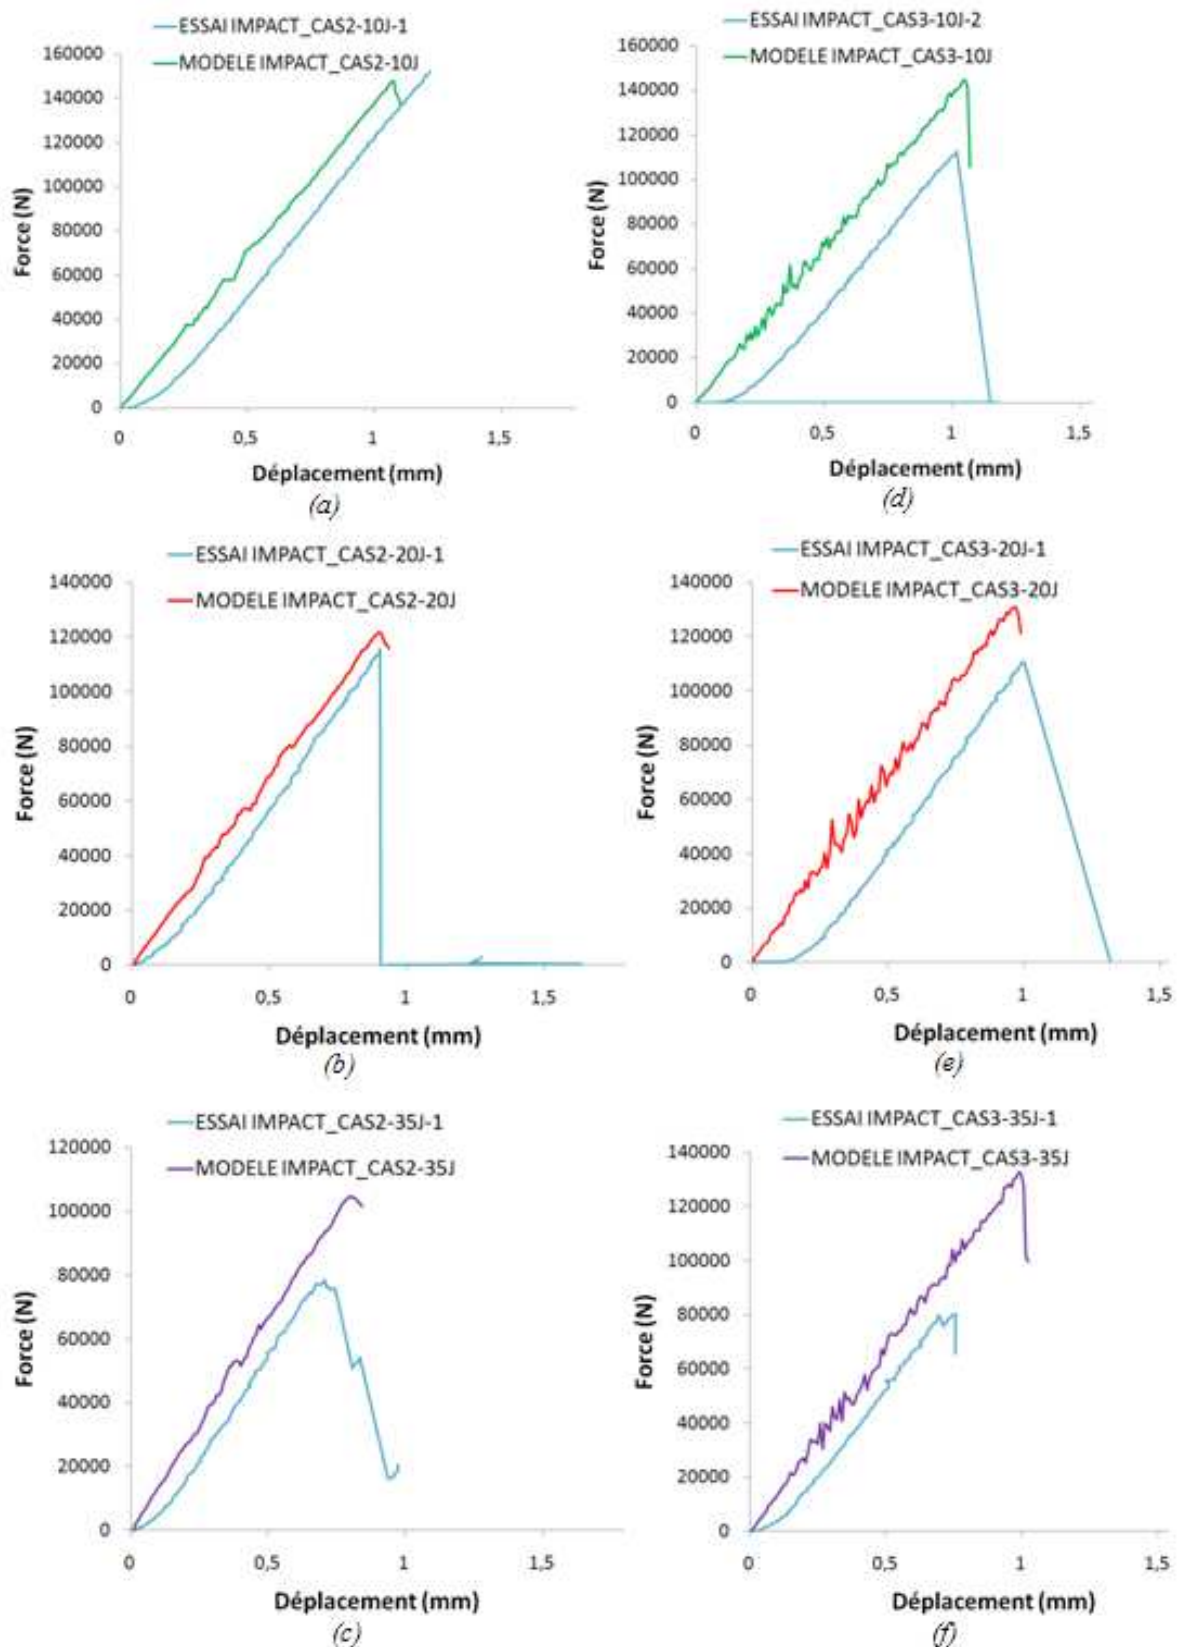 ESSAI IMPACT_CAS2-10J-1
MODELE IMPACT_CAS2-10J
160000
140000
120000
100000
80000
60000
40000
20000
0
0 0,5 1 1,5
Force (N)
Déplacement (mm)
(a)
ESSAI IMPACT_CAS3-10J-2
MODELE IMPACT_CAS3-10J
160000
140000
120000
100000
80000
60000
40000
20000
0
0 0,5 1 1,5
Force (N)
Déplacement (mm)
(d)
ESSAI IMPACT_CAS2-20J-1
MODELE IMPACT_CAS2-20J
140000
120000
100000
80000
60000
40000
20000
0
0 0,5 1 1,5
Force (N)
Déplacement (mm)
(b)
ESSAI IMPACT_CAS3-20J-1
MODELE IMPACT_CAS3-20J
140000
120000
100000
80000
60000
40000
20000
0
0 0,5 1 1,5
Force (N)
Déplacement (mm)
(e)
ESSAI IMPACT_CAS2-35J-1
MODELE IMPACT_CAS2-35J
120000
100000
80000
60000
40000
20000
0
0 0,5 1 1,5
Force (N)
Déplacement (mm)
(c)
ESSAI IMPACT_CAS3-35J-1
MODELE IMPACT_CAS3-35J
140000
120000
100000
80000
60000
40000
20000
0
0 0,5 1 1,5
Force (N)
Déplacement (mm)
(f)